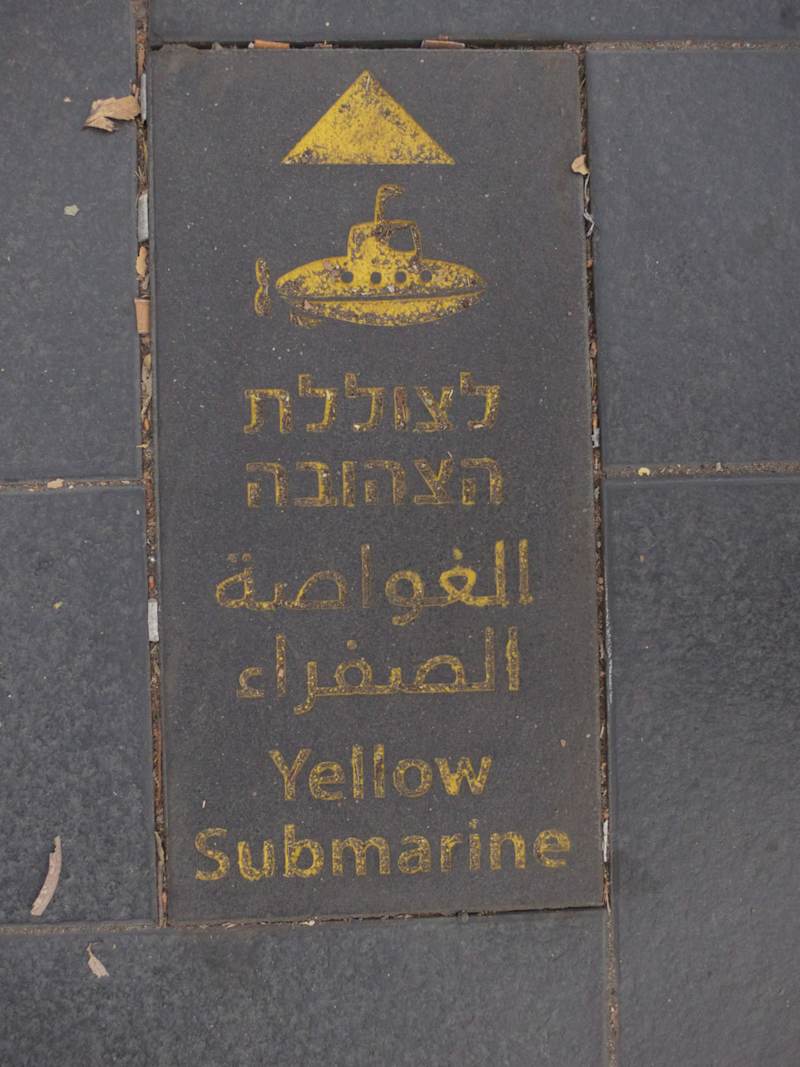 לצוללת
הצהובה
الغواصة
الصفراء
Yellow
Submarine